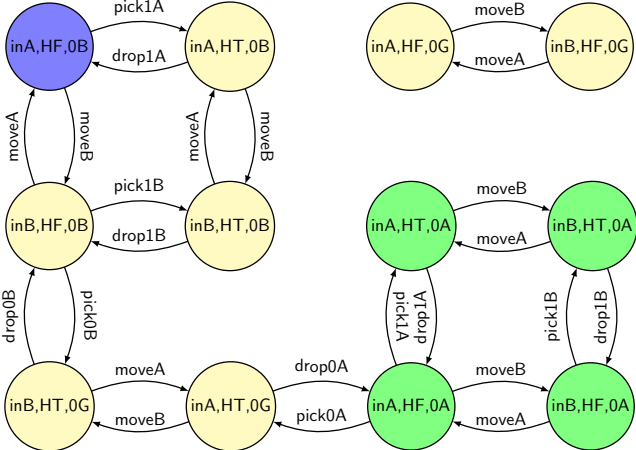 pick1A
inA,HF,0B
inA,HT,0B
drop1A
moveB
inA,HF,0G
inB,HF,0G
moveA
moveA
moveB
moveA
moveB
pick1B
inB,HF,0B
inB,HT,0B
drop1B
moveB
inA,HT,0A
inB,HT,0A
moveA
drop0B
pick0B
pick1A
drop1A
pick1B
drop1B
moveA
inB,HT,0G
inA,HT,0G
moveB
drop0A
pick0A
moveB
inA,HF,0A
inB,HF,0A
moveA